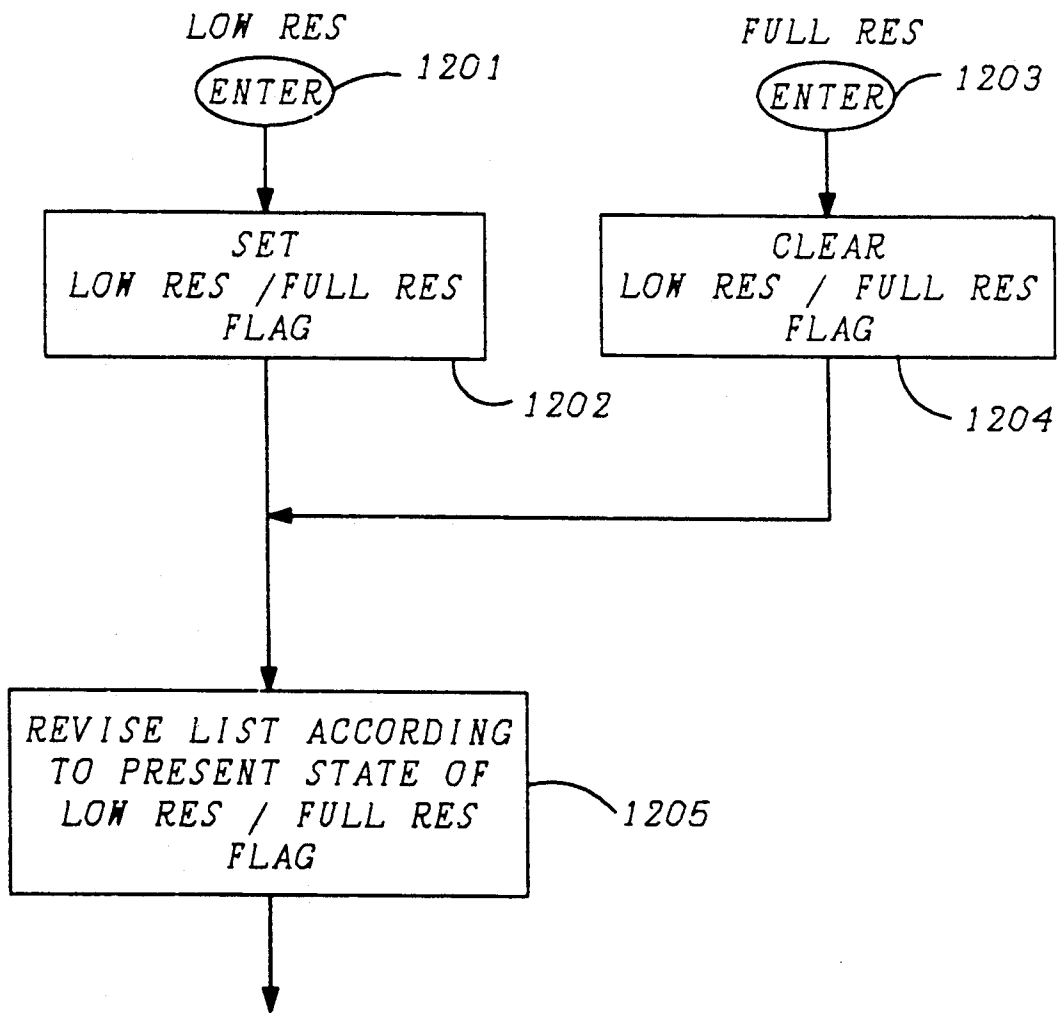 LOW RES
ENTER
1201
FULL RES
ENTER
1203
SET
LOW RES /FULL RES
FLAG
1202
CLEAR
LOW RES / FULL RES
FLAG
1204
REVISE LIST ACCORDING
TO PRESENT STATE OF
LOW RES / FULL RES
FLAG
1205